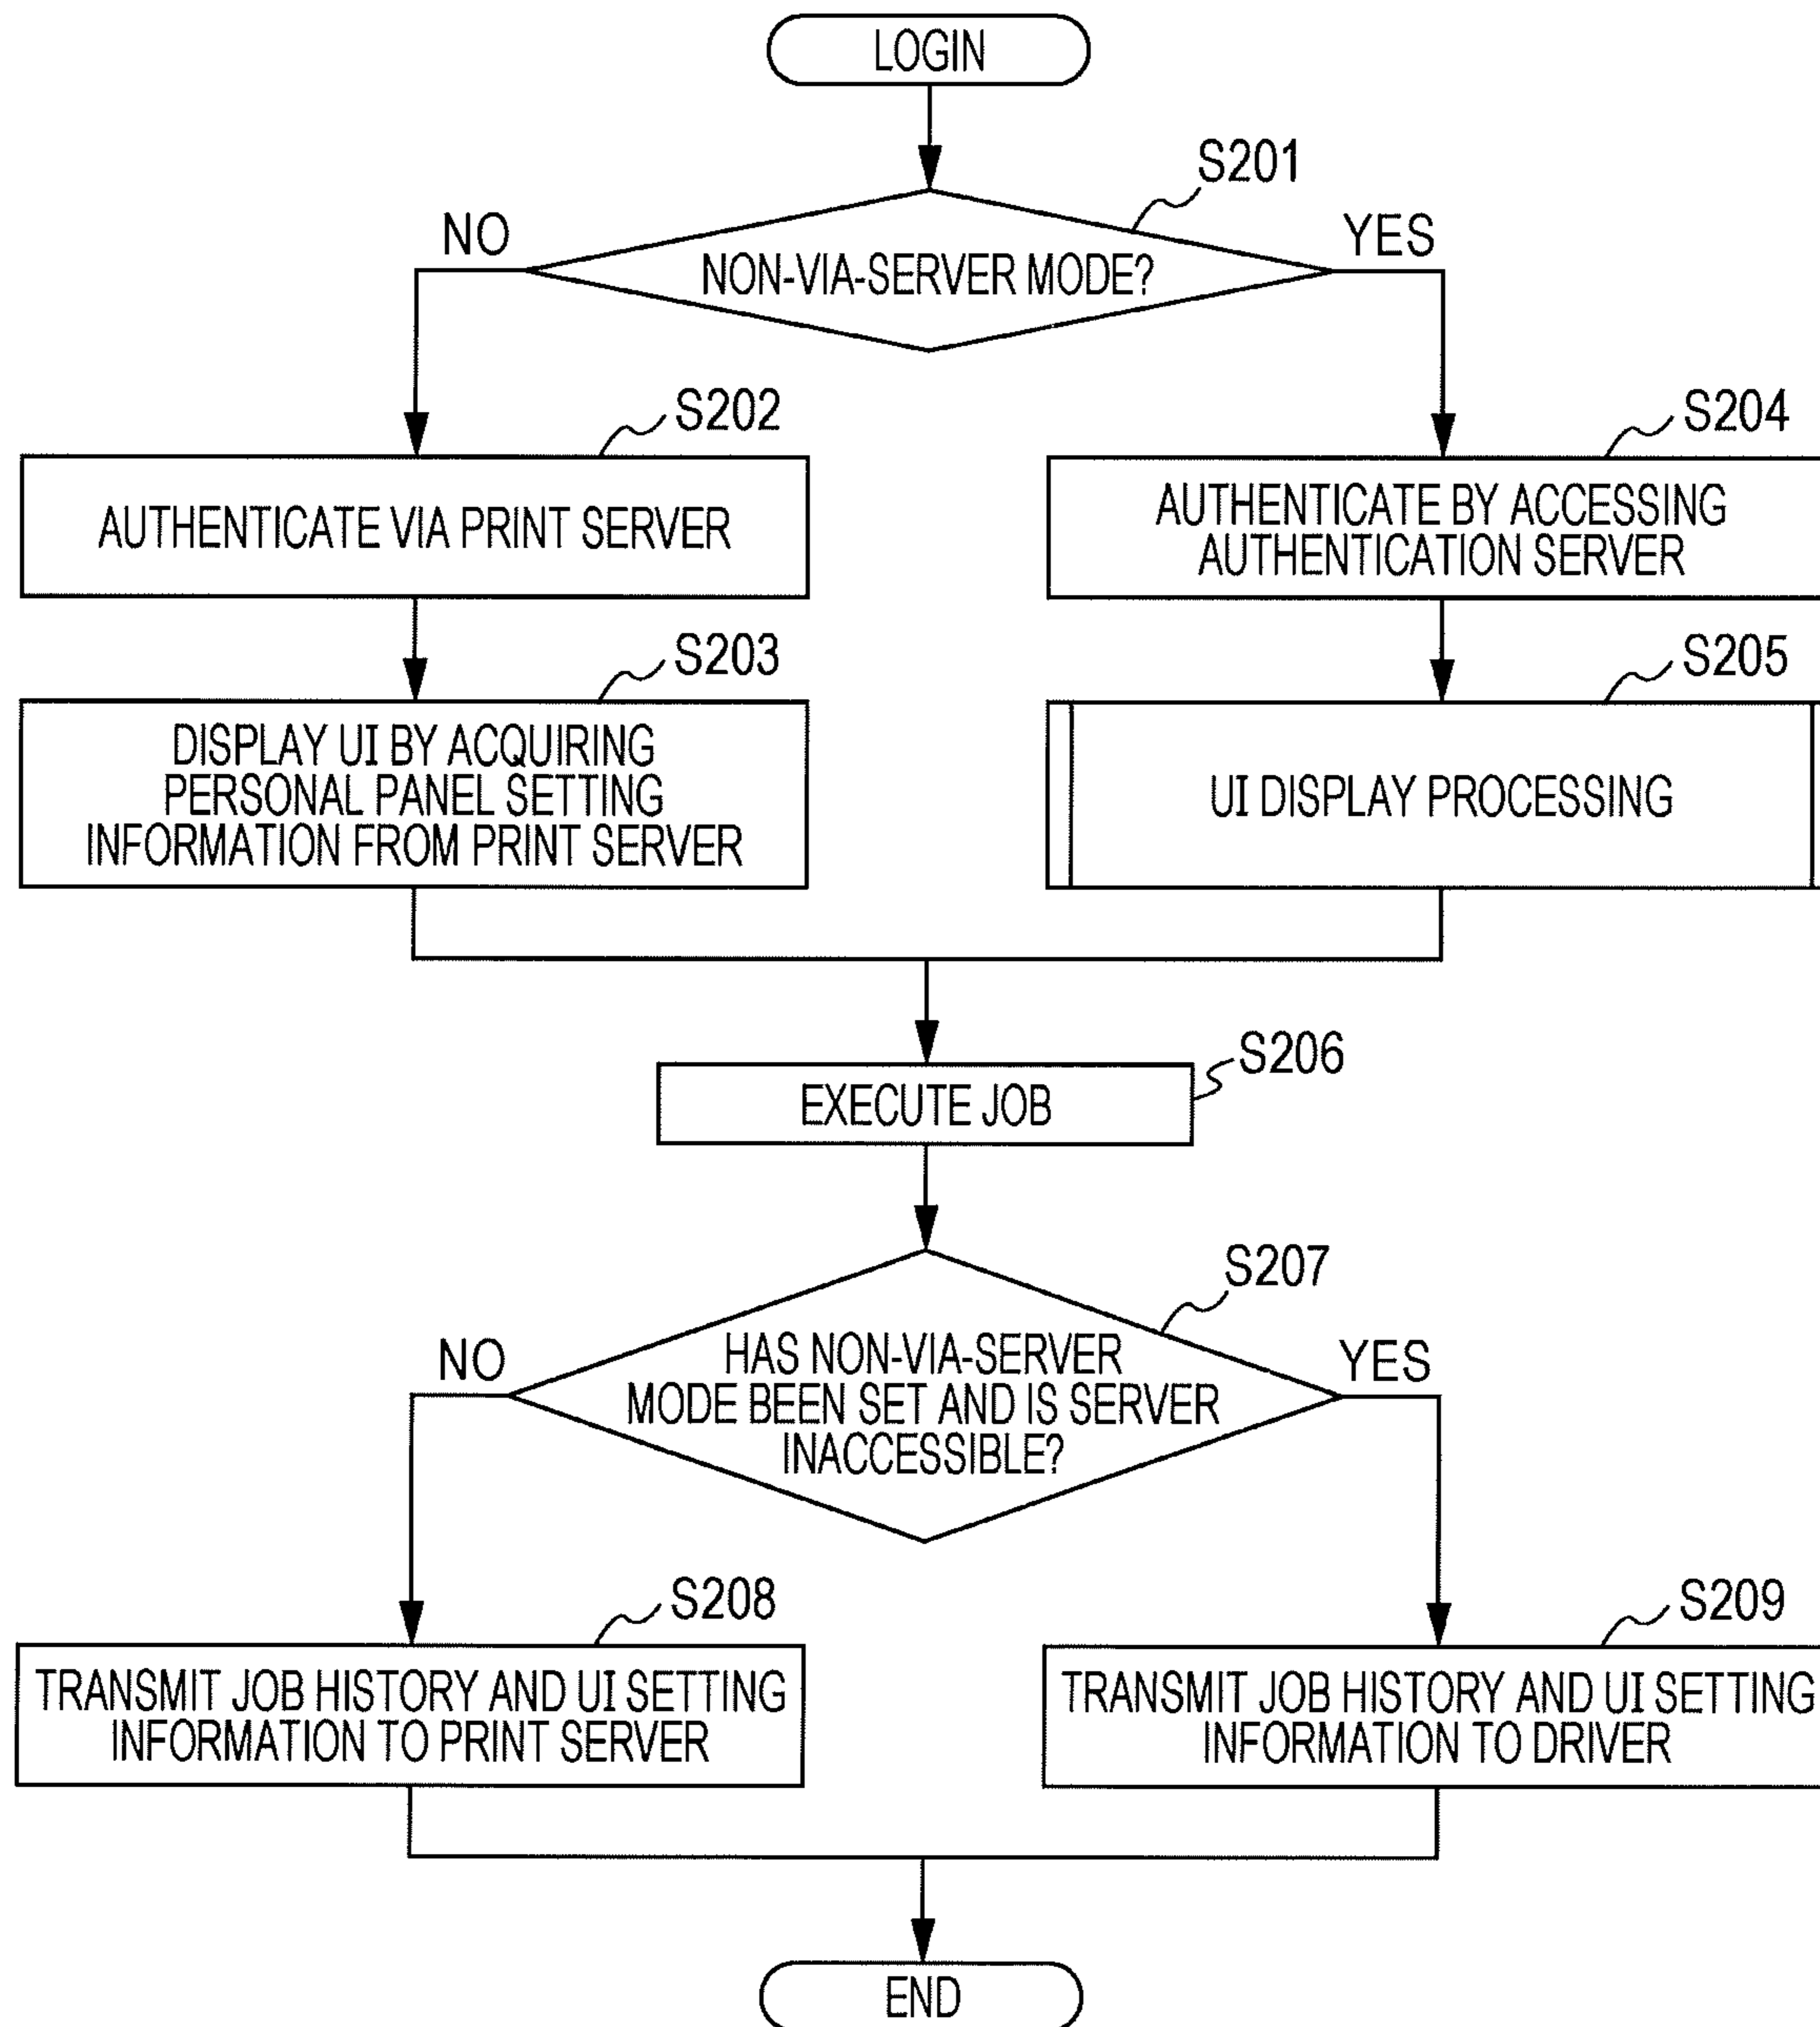 LOGIN
S201
NO
YES
NON-VIA-SERVER MODE?
S202
S204
AUTHENTICATE VIA PRINT SERVER
AUTHENTICATE BY ACCESSING
AUTHENTICATION SERVER
S203
S205
DISPLAY UI BY ACQUIRING
PERSONAL PANEL SETTING
INFORMATION FROM PRINT SERVER
UI DISPLAY PROCESSING
S206
EXECUTE JOB
S207
NO
YES
HAS NON-VIA-SERVER
MODE BEEN SET AND IS SERVER
INACCESSIBLE?
S208
S209
TRANSMIT JOB HISTORY AND UI SETTING
INFORMATION TO PRINT SERVER
TRANSMIT JOB HISTORY AND UI SETTING
INFORMATION TO DRIVER
END